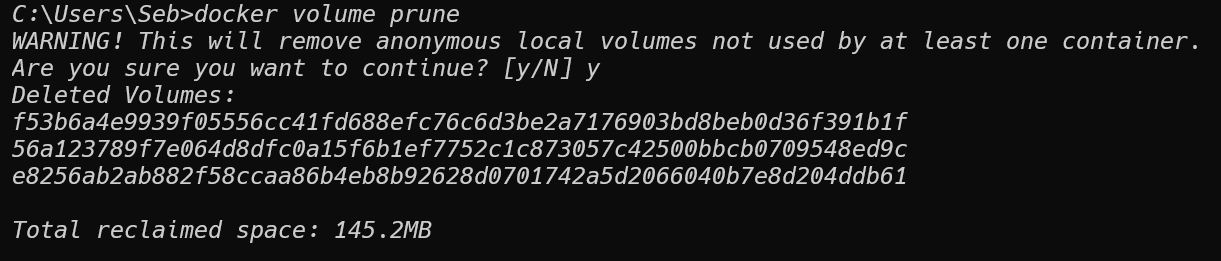 C:\Users\Seb>docker volume prune
WARNING! This will remove anonymous local volumes not used by at least one container.
Are you sure you want to continue? [y/N] y
Deleted Volumes:
f53b6a4e9939f05556cc41fd688efc76c6d3be2a7176903bd8beb0d36f391b1f
56a123789f7e064d8dfc0a15f6b1ef7752c1c873057c42500bbcb0709548ed9c
e8256ab2ab882f58ccaa86b4eb8b92628d0701742a5d2066040b7e8d204ddb61
Total reclaimed space: 145.2MB